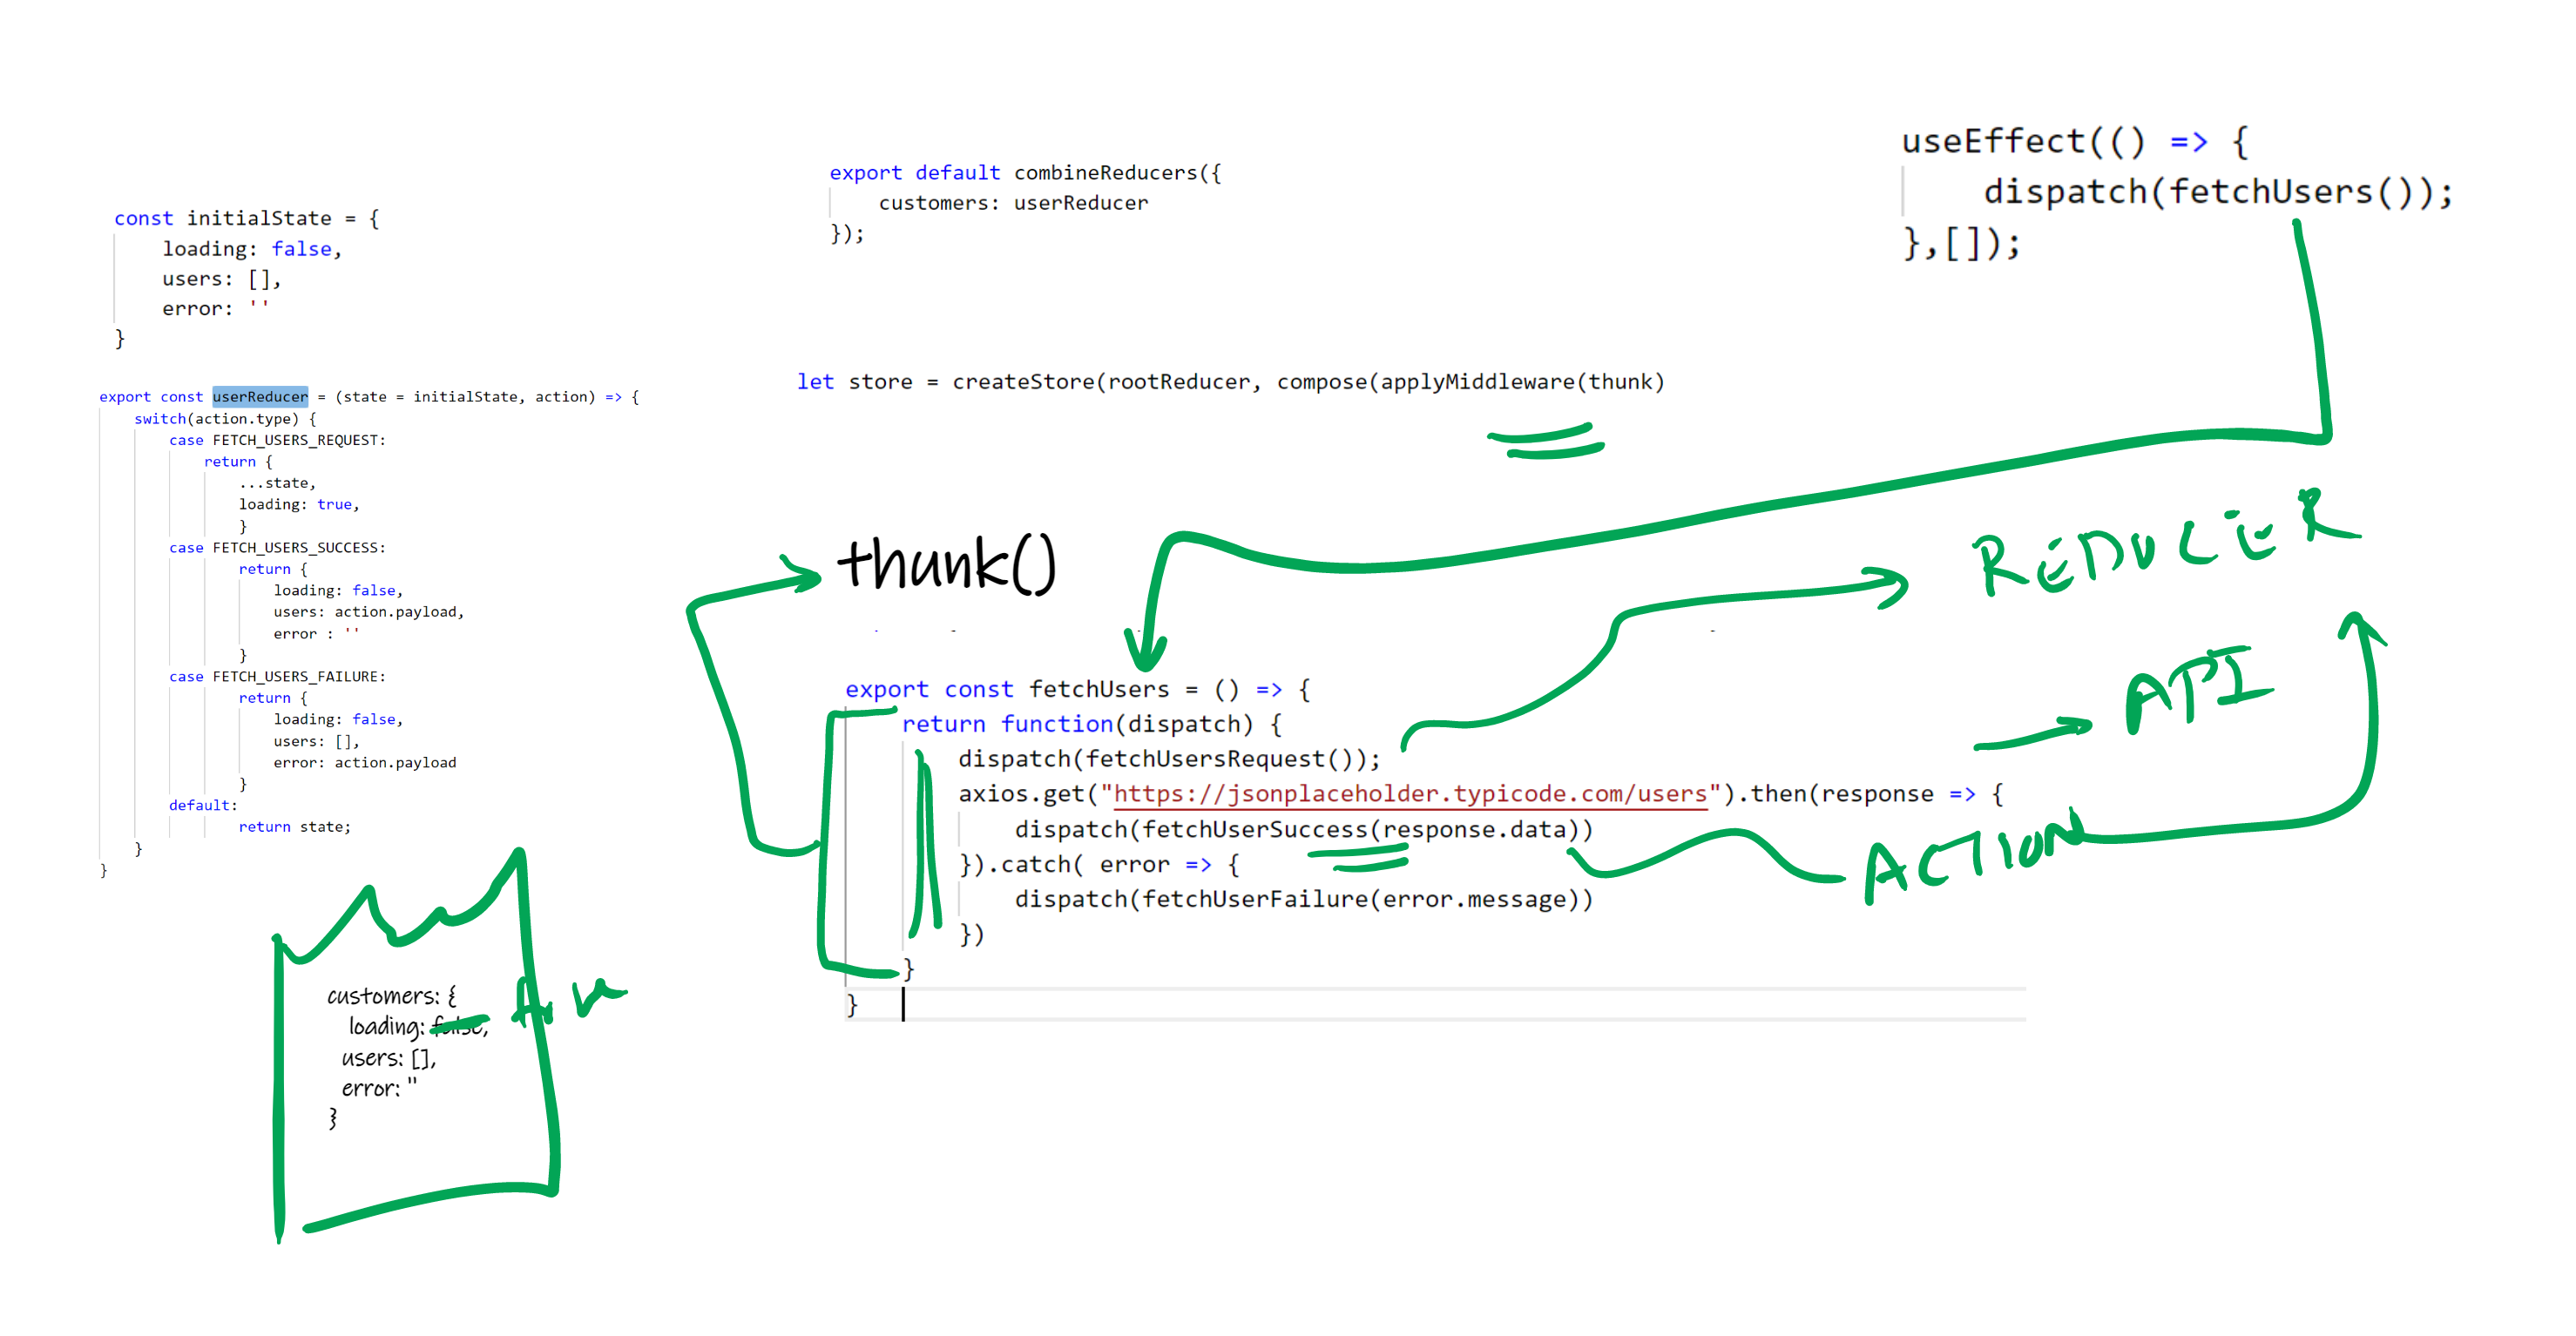 const initialState = {
loading: false,
users: [],
error: ''
}
export const userReducer = (state = initialState, action) => {
switch(action.type) {
case FETCH_USERS_REQUEST:
return {
...state,
loading: true,
}
case FETCH_USERS_SUCCESS:
return {
loading: false,
users: action.payload,
error : ''
}
case FETCH_USERS_FAILURE:
return {
loading: false,
users: [],
error: action.payload
}
default:
return state;
}
}
customers: {
loading: false,
users: [],
error: ''
}
export default combineReducers({
customers: userReducer
});
let store = createStore(rootReducer, compose(applyMiddleware(thunk)
thunk()
export const fetchUsers = () => {
return function(dispatch) {
dispatch(fetchUsersRequest());
axios.get("https://jsonplaceholder.typicode.com/users").then(response => {
dispatch(fetchUserSuccess(response.data))
}).catch( error => {
dispatch(fetchUserFailure(error.message))
})
}
}
useEffect(() => {
dispatch(fetchUsers());
},[]);
REDUCER
API
ACTION